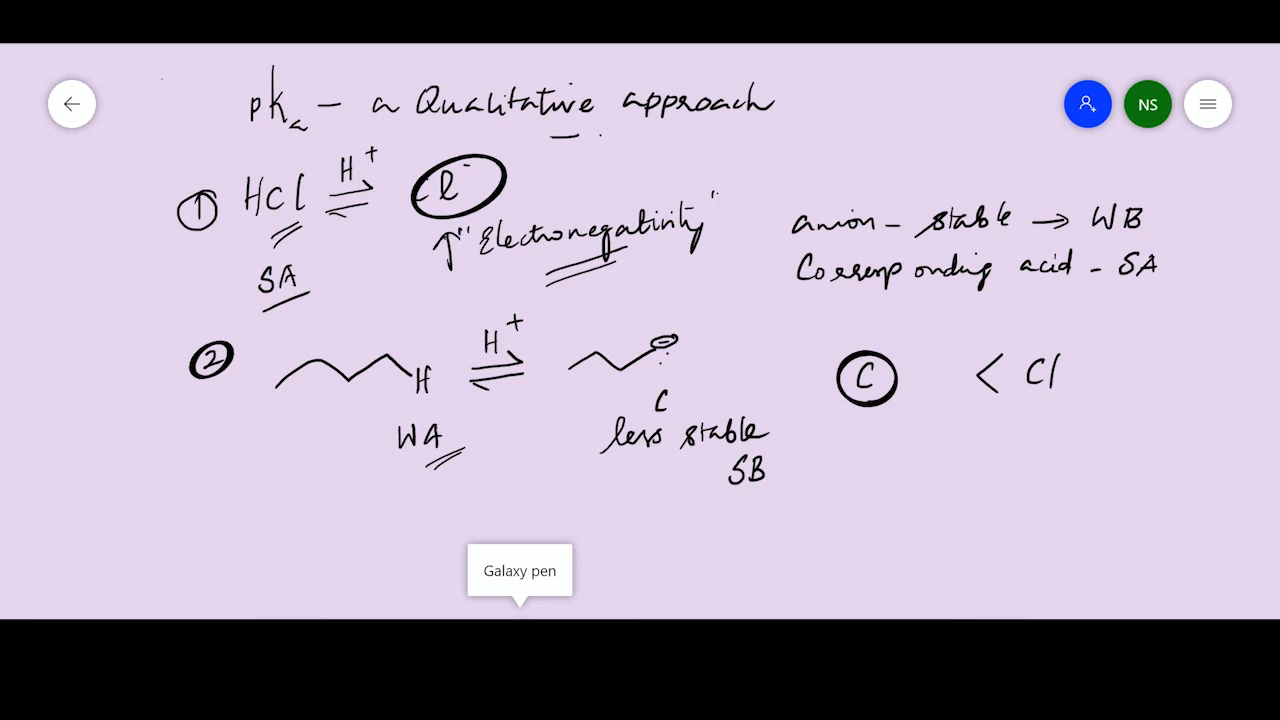 pKa - a Qualitative approach
NS
① HCl ⇌ H+ Cl-
↑ "Electronegativity"
SA
anion - stable → WB
Corresponding acid - SA
② H ⇌ H+ ⊖
C
WA
less stable
SB
C < Cl
Galaxy pen